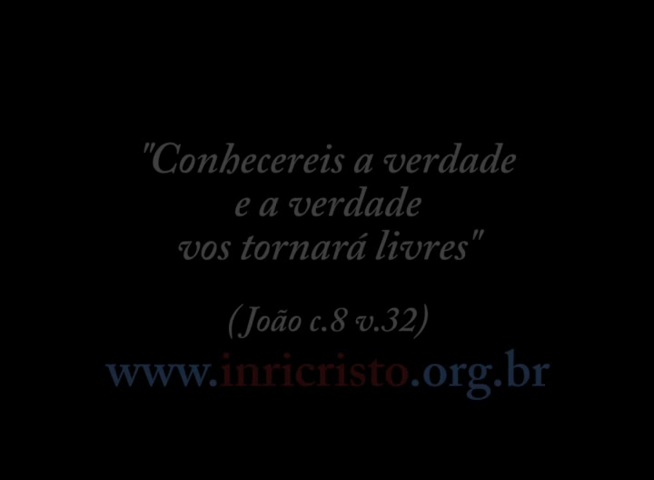 "Conhecereis a verdade
e a verdade
vos tornará livres"
(João c.8 v.32)
www.inricristo.org.br